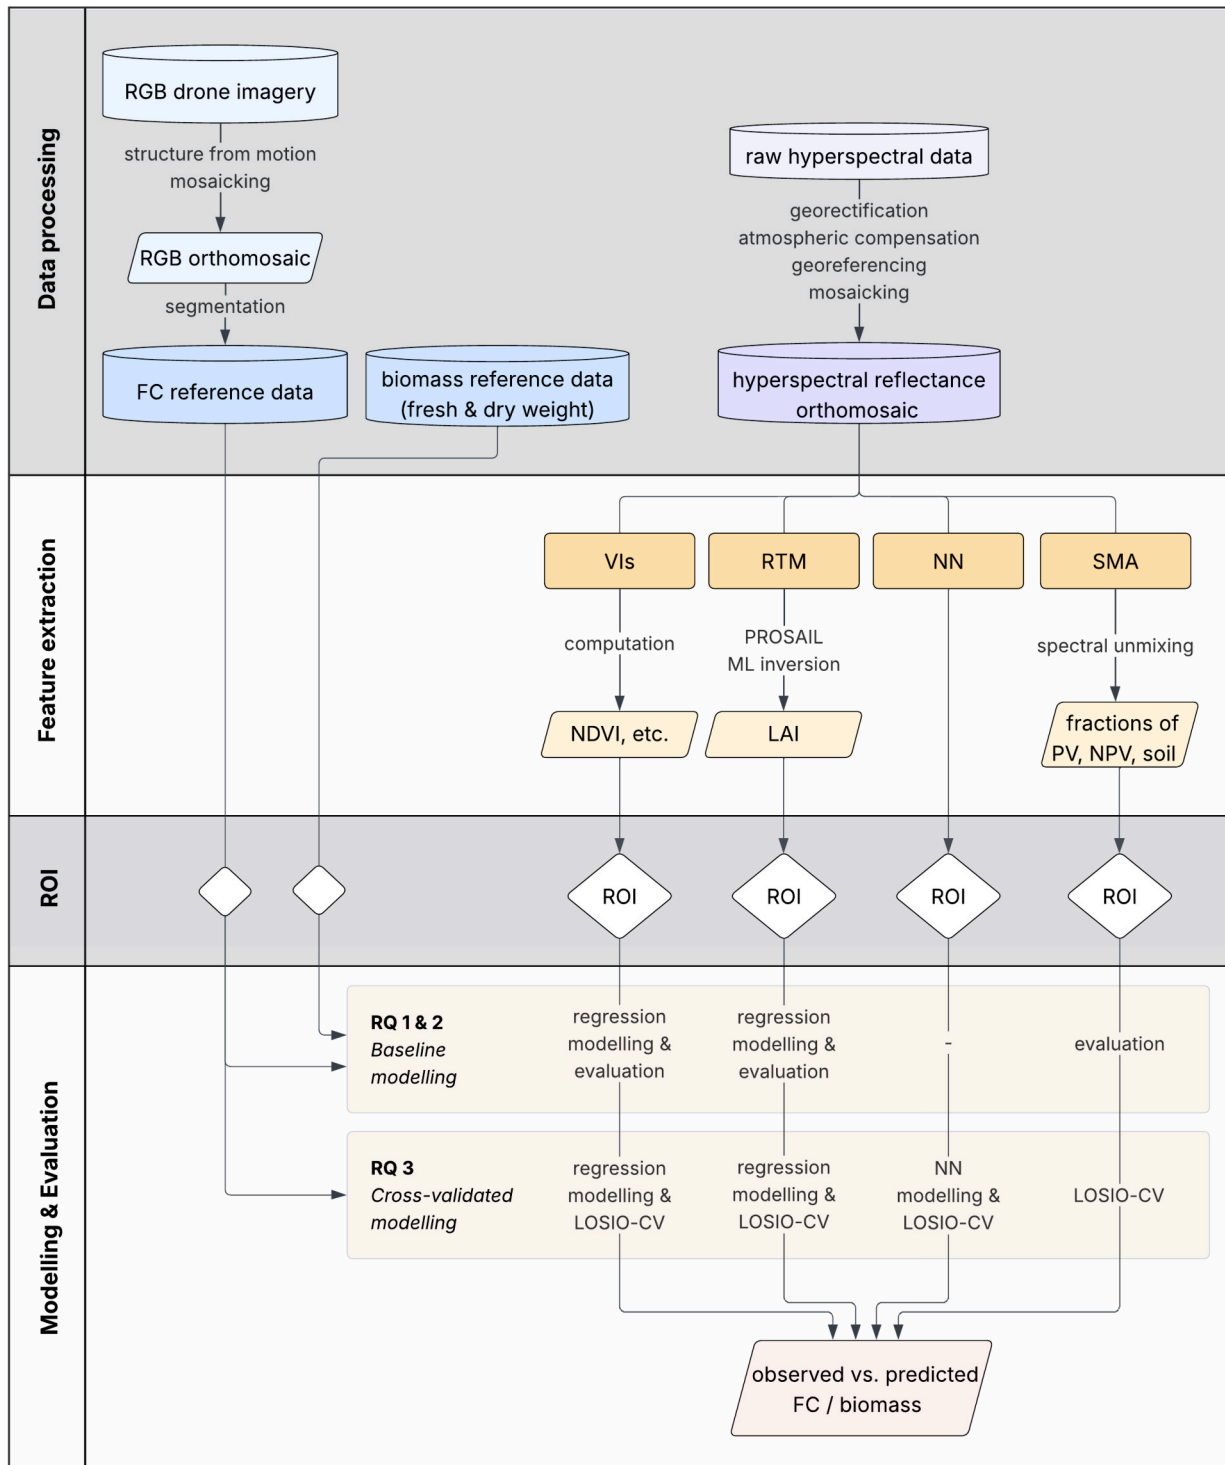 Data processing
RGB drone imagery
structure from motion
mosaicking
RGB orthomosaic
segmentation
FC reference data
biomass reference data
(fresh & dry weight)
raw hyperspectral data
georectification
atmospheric compensation
georeferencing
mosaicking
hyperspectral reflectance
orthomosaic
Feature extraction
VIs
RTM
NN
SMA
computation
PROSAIL
ML inversion
spectral unmixing
NDVI, etc.
LAI
fractions of
PV, NPV, soil
ROI
ROI
ROI
ROI
ROI
Modelling & Evaluation
RQ 1 & 2
Baseline
modelling
regression
modelling &
evaluation
regression
modelling &
evaluation
-
evaluation
RQ 3
Cross-validated
modelling
regression
modelling &
LOSIO-CV
regression
modelling &
LOSIO-CV
NN
modelling &
LOSIO-CV
LOSIO-CV
observed vs. predicted
FC / biomass